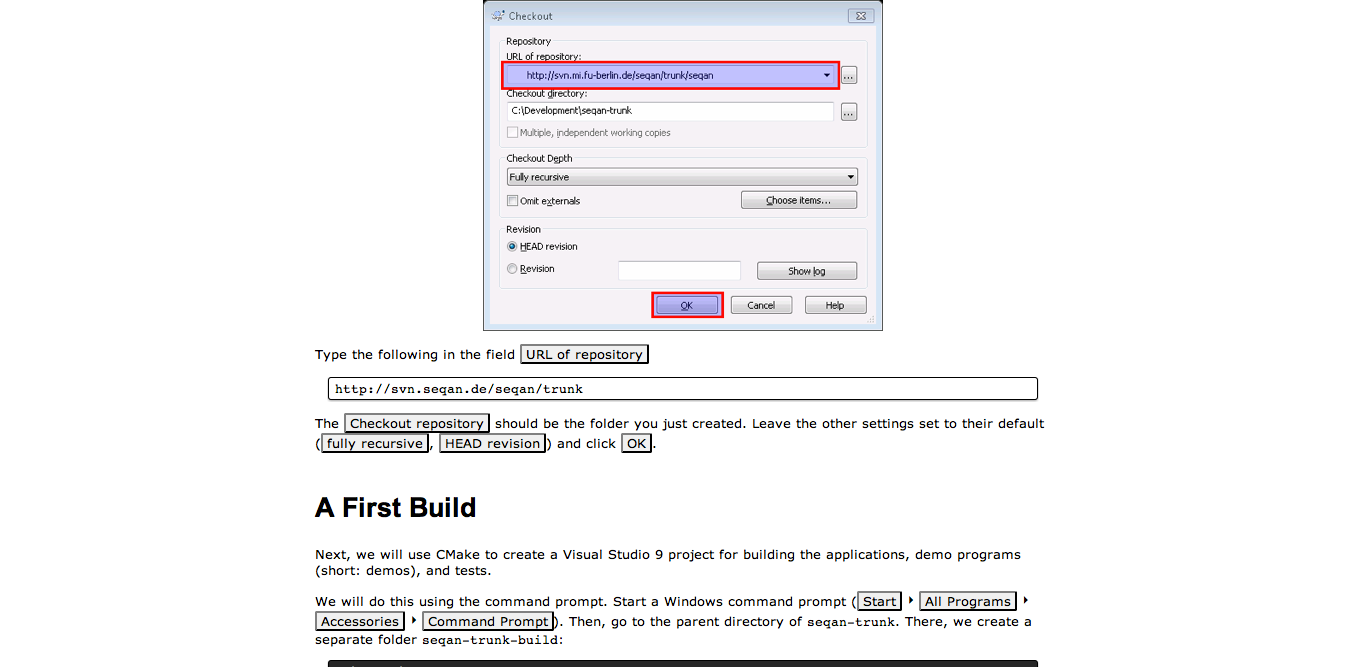 Checkout
Repository
URL of repository:
http://svn.mi.fu-berlin.de/seqan/trunk/seqan
...
Checkout directory:
C:\Development\seqan-trunk
...
Multiple, independent working copies
Checkout Depth
Fully recursive
Omit externals
Choose items...
Revision
HEAD revision
Revision
Show log
OK Cancel Help
Type the following in the field URL of repository
http://svn.seqan.de/seqan/trunk
The Checkout repository should be the folder you just created. Leave the other settings set to their default
(fully recursive, HEAD revision) and click OK.
A First Build
Next, we will use CMake to create a Visual Studio 9 project for building the applications, demo programs
(short: demos), and tests.
We will do this using the command prompt. Start a Windows command prompt (Start ‣ All Programs ‣
Accessories ‣ Command Prompt). Then, go to the parent directory of seqan-trunk. There, we create a
separate folder seqan-trunk-build: